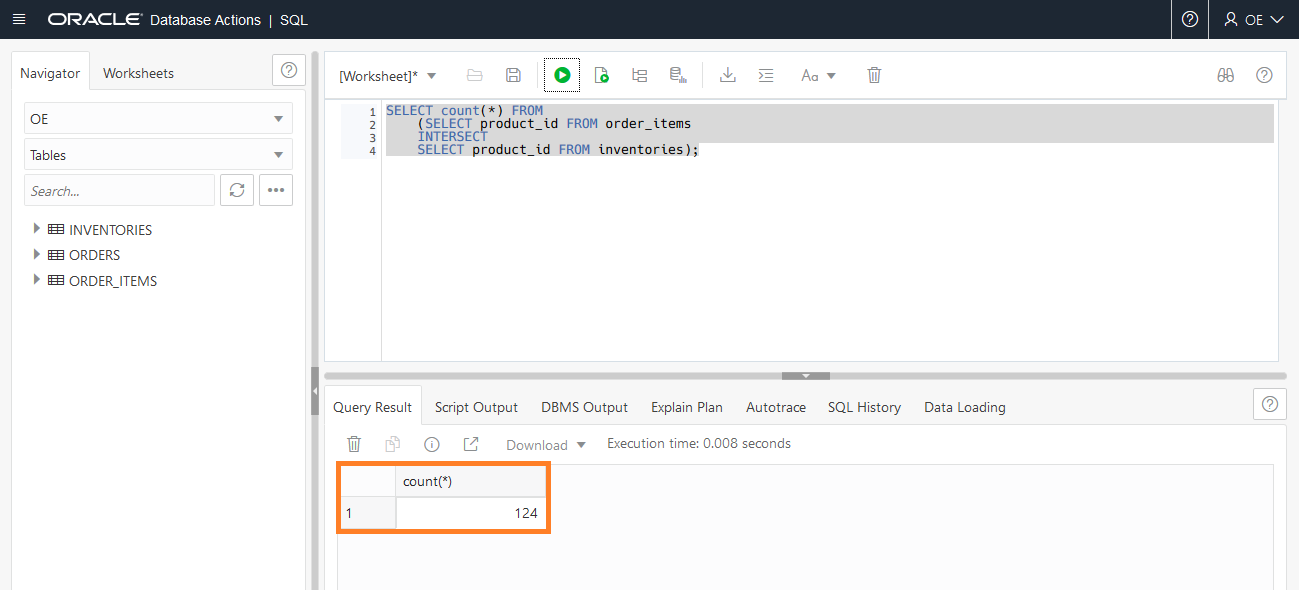 ORACLE Database Actions | SQL
OE
Navigator
Worksheets
OE
Tables
Search...
INVENTORIES
ORDERS
ORDER_ITEMS
[Worksheet]*
Aa
1 SELECT count(*) FROM
2 (SELECT product_id FROM order_items
3 INTERSECT
4 SELECT product_id FROM inventories);
Query Result
Script Output
DBMS Output
Explain Plan
Autotrace
SQL History
Data Loading
Download
Execution time: 0.008 seconds
count(*)
1 124